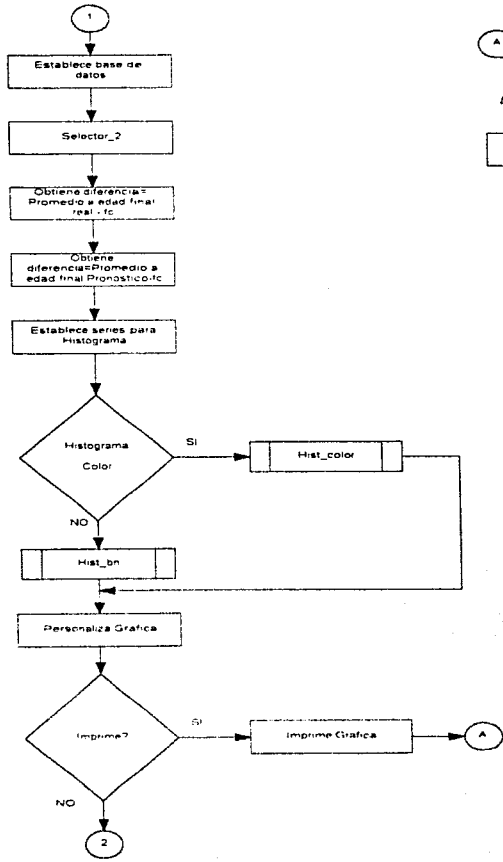 1
A
Establece base de
datos
Selector_2
Obtiene diferencia=
Promedio a edad final
real - fc
Obtiene
diferencia=Promedio a
edad final Pronostico-fc
Establece series para
Histograma
Histograma
Color
SI
Hist_color
NO
Hist_bn
Personaliza Grafica
Imprime?
SI
Imprime Grafica
A
NO
2